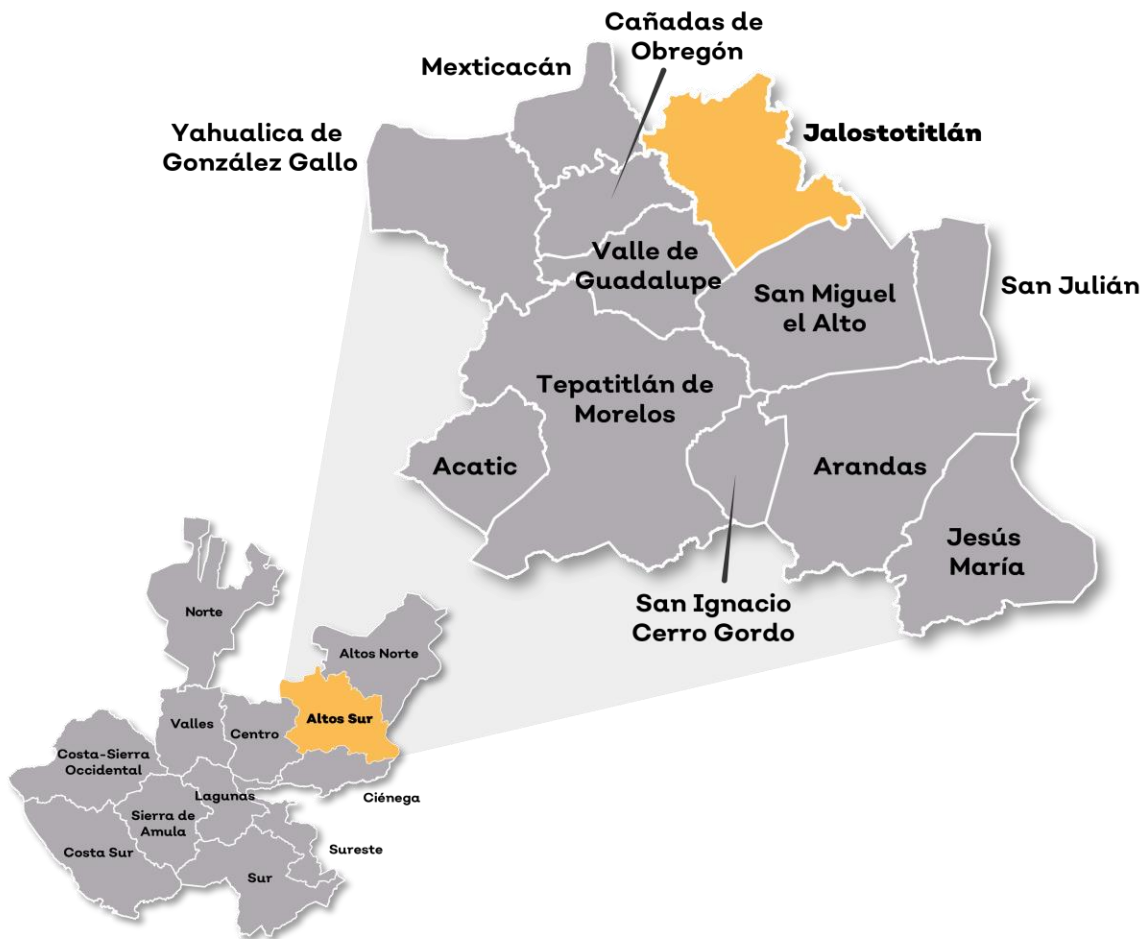 Cañadas de
Obregón
Mexticacán
Yahualica de
González Gallo
Jalostotitlán
Valle de
Guadalupe
San Miguel
el Alto
San Julián
Tepatitlán de
Morelos
Acatic
Arandas
Jesús
María
San Ignacio
Cerro Gordo
Norte
Altos Norte
Altos Sur
Valles
Centro
Costa-Sierra
Occidental
Lagunas
Ciénega
Sierra de
Amula
Costa Sur
Sureste
Sur